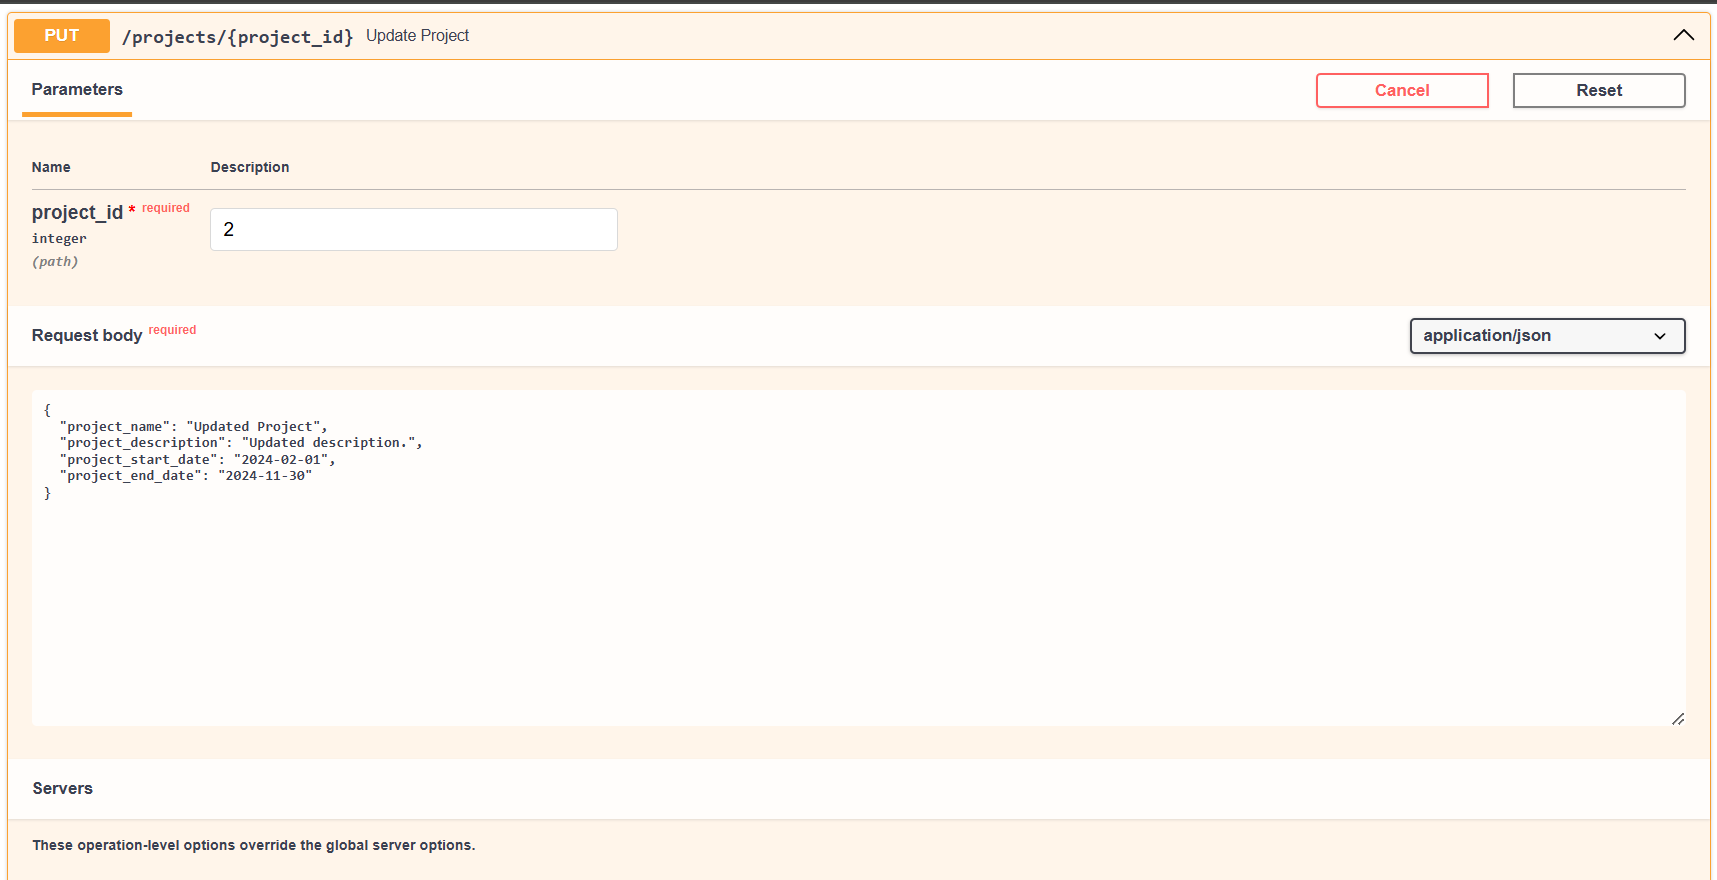 PUT /projects/{project_id} Update Project
Parameters
Cancel
Reset
Name Description
project_id * required
integer
(path)
2
Request body required
application/json
{
  "project_name": "Updated Project",
  "project_description": "Updated description.",
  "project_start_date": "2024-02-01",
  "project_end_date": "2024-11-30"
}
Servers
These operation-level options override the global server options.